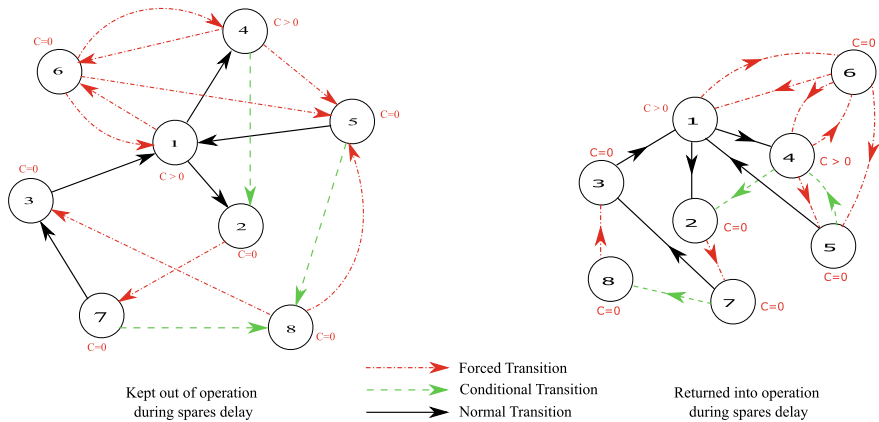 C=0
4
C > 0
6
C=0
5
C=0
1
C > 0
C=0
3
2
C=0
7
C=0
8
C=0
C=0
6
C > 0
1
4
C > 0
C=0
3
2
C=0
5
C=0
8
C=0
7
C=0
Forced Transition
Conditional Transition
Normal Transition
Kept out of operation
during spares delay
Returned into operation
during spares delay